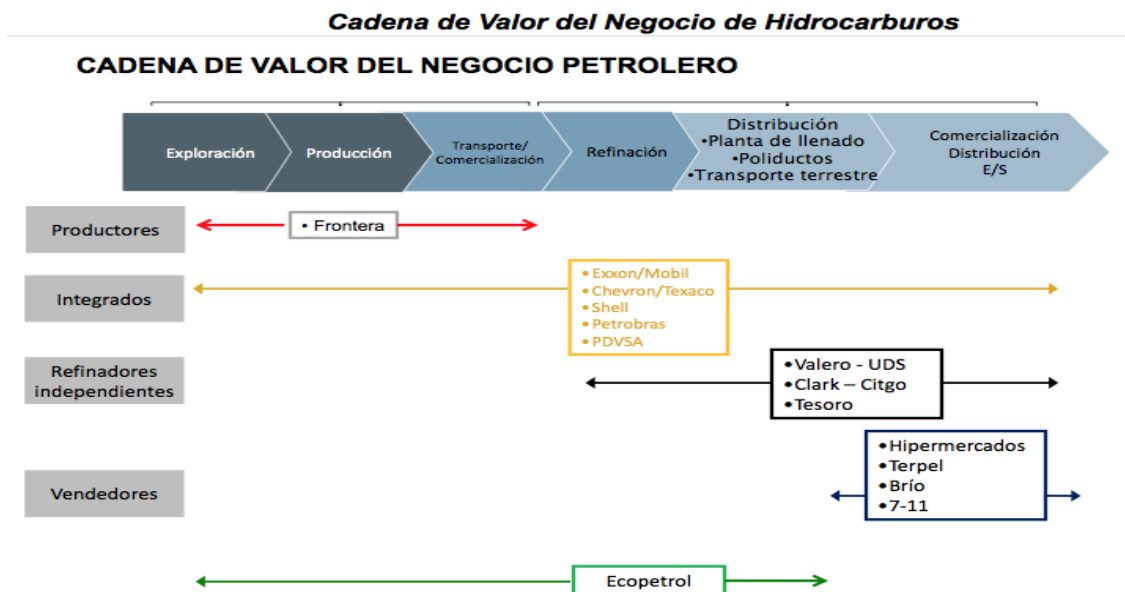 Cadena de Valor del Negocio de Hidrocarburos
CADENA DE VALOR DEL NEGOCIO PETROLERO
Exploración
Producción
Transporte/
Comercialización
Refinación
Distribución
•Planta de llenado
•Poliductos
•Transporte terrestre
Comercialización
Distribución
E/S
Productores
• Frontera
Integrados
•Exxon/Mobil
•Chevron/Texaco
•Shell
•Petrobras
•PDVSA
Refinadores
independientes
•Valero - UDS
•Clark – Citgo
•Tesoro
Vendedores
•Hipermercados
•Terpel
•Brío
•7-11
Ecopetrol